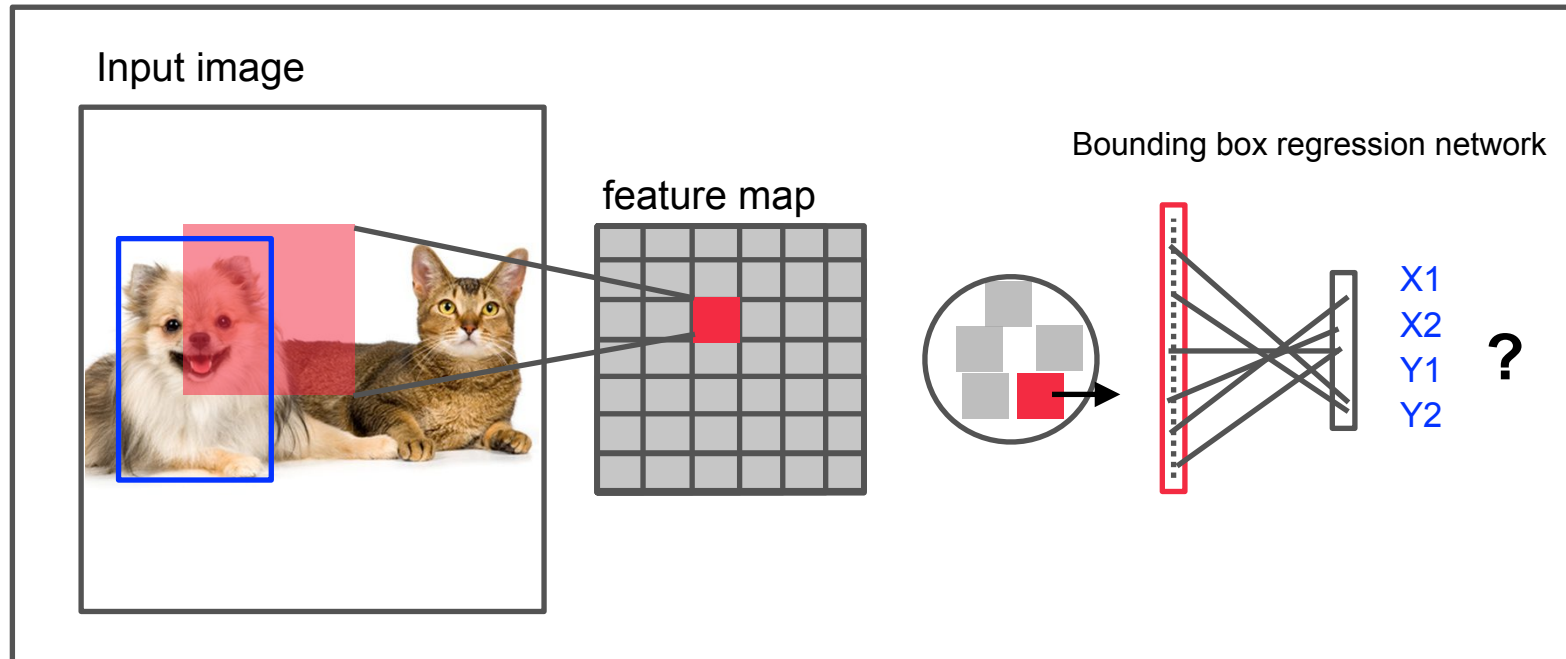 Input image
feature map
Bounding box regression network
X1
X2
Y1
Y2
?